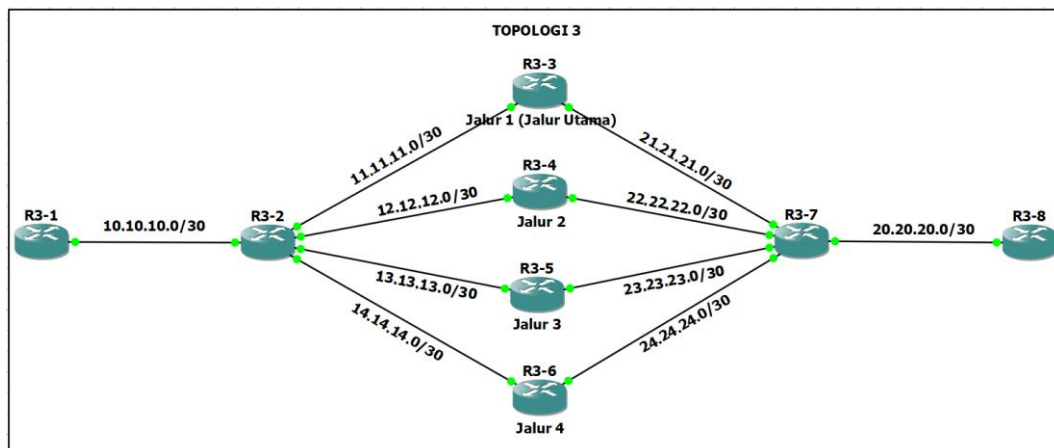 TOPOLOGI 3
R3-3
Jalur 1 (Jalur Utama)
11.11.11.0/30
21.21.21.0/30
R3-4
12.12.12.0/30
22.22.22.0/30
Jalur 2
R3-1
10.10.10.0/30
R3-2
R3-7
20.20.20.0/30
R3-8
R3-5
13.13.13.0/30
23.23.23.0/30
Jalur 3
14.14.14.0/30
24.24.24.0/30
R3-6
Jalur 4